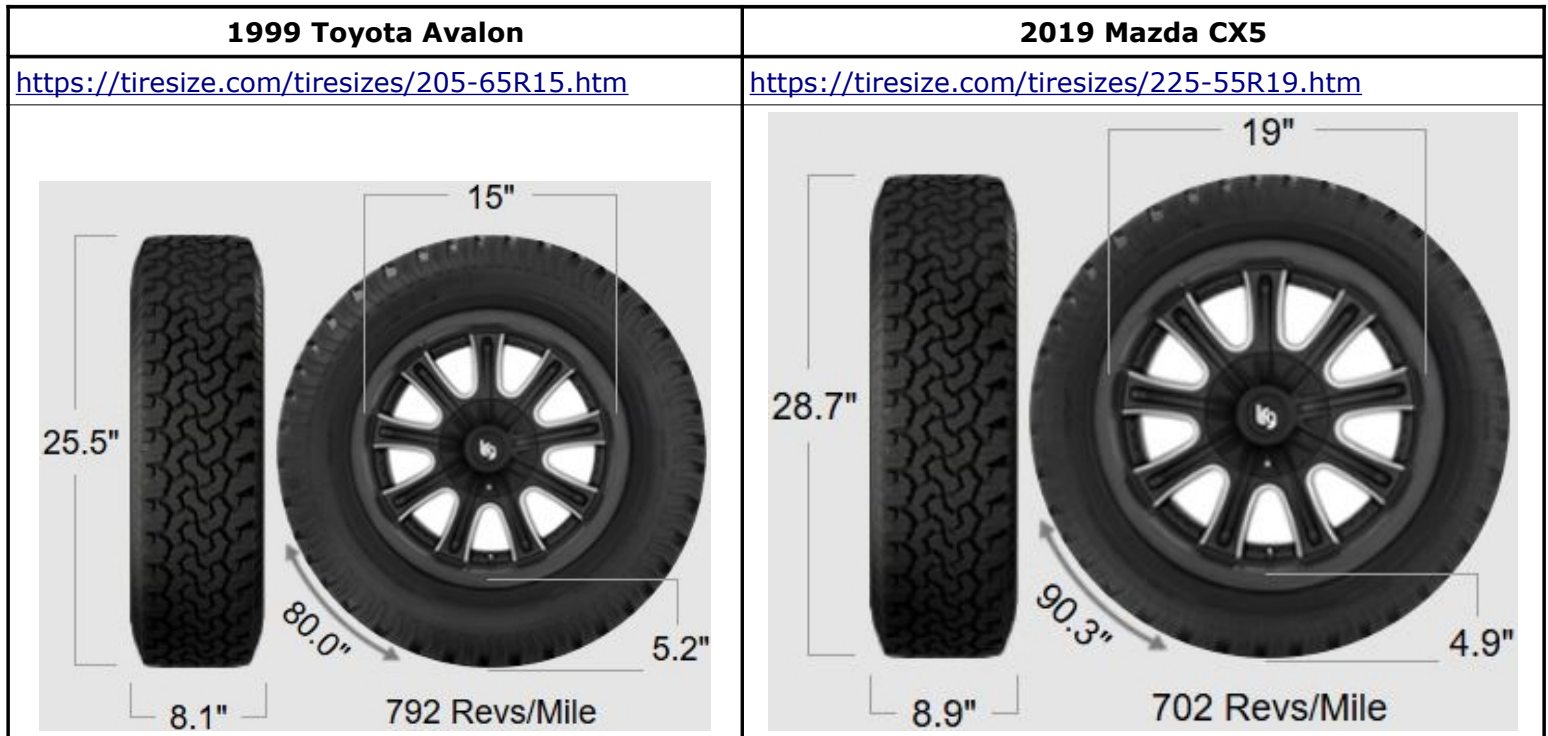 1999 Toyota Avalon
2019 Mazda CX5
https://tiresize.com/tiresizes/205-65R15.htm
https://tiresize.com/tiresizes/225-55R19.htm
15"
25.5"
80.0"
5.2"
8.1"
792 Revs/Mile
19"
28.7"
90.3"
4.9"
8.9"
702 Revs/Mile